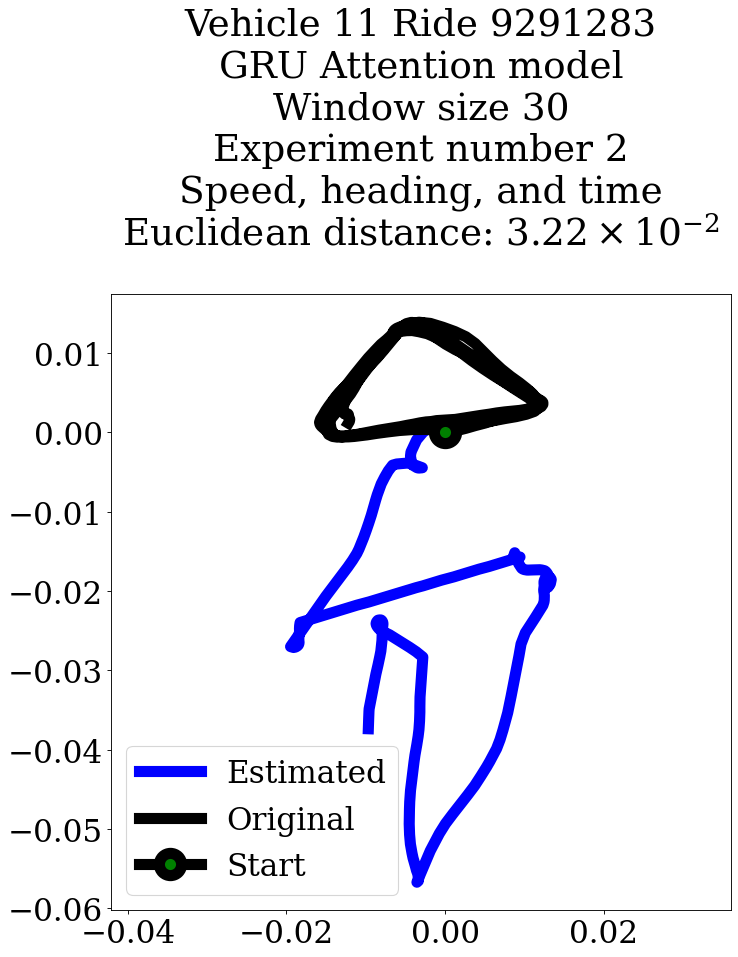 Vehicle 11 Ride 9291283
GRU Attention model
Window size 30
Experiment number 2
Speed, heading, and time
Euclidean distance: 3.22 × 10⁻²
0.01
0.00
−0.01
−0.02
−0.03
−0.04
−0.05
−0.06
Estimated
Original
Start
−0.04 −0.02 0.00 0.02